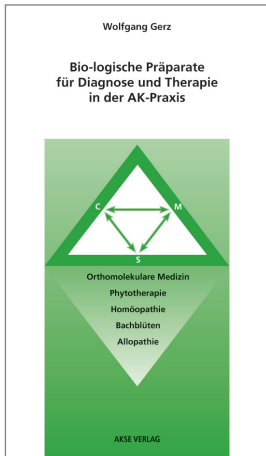 Wolfgang Gerz
Bio-logische Präparate
für Diagnose und Therapie
in der AK-Praxis
C M
S
Orthomolekulare Medizin
Phytotherapie
Homöopathie
Bachblüten
Allopathie
AKSE VERLAG